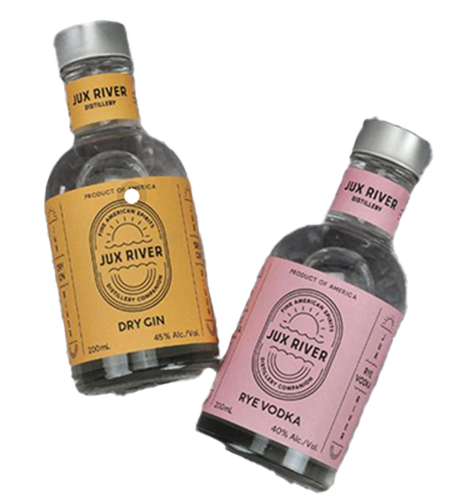 JUX RIVER
DISTILLERY
PRODUCT OF AMERICA
FINE AMERICAN SPIRITS
JUX RIVER
DISTILLERY COMPANION
DRY GIN
200mL
45% Alc./Vol.
JUX RIVER
DISTILLERY
PRODUCT OF AMERICA
FINE AMERICAN SPIRITS
JUX RIVER
DISTILLERY COMPANION
RYE VODKA
200mL
40% Alc./Vol.
RYE
VODKA